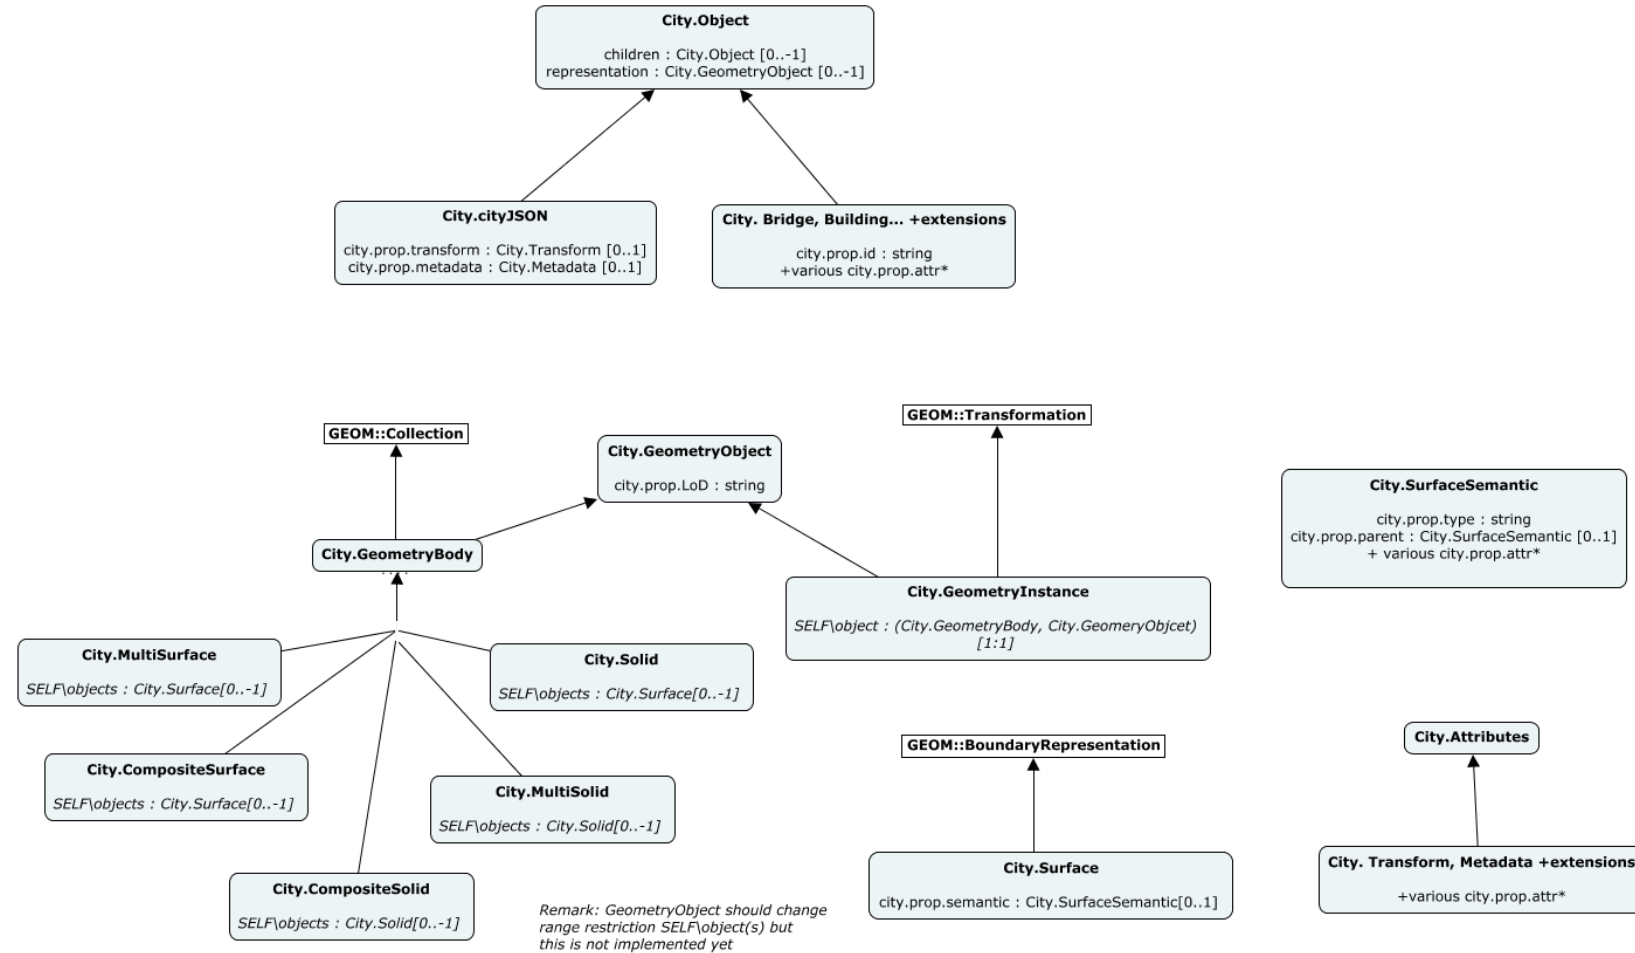 City.Object
children : City.Object [0..-1]
representation : City.GeometryObject [0..-1]
City.cityJSON
city.prop.transform : City.Transform [0..1]
city.prop.metadata : City.Metadata [0..1]
City. Bridge, Building... +extensions
city.prop.id : string
+various city.prop.attr*
GEOM::Collection
City.GeometryObject
city.prop.LoD : string
GEOM::Transformation
City.SurfaceSemantic
city.prop.type : string
city.prop.parent : City.SurfaceSemantic [0..1]
+ various city.prop.attr*
City.GeometryBody
....
City.GeometryInstance
SELF\object : (City.GeometryBody, City.GeomeryObjcet)
[1:1]
City.MultiSurface
SELF\objects : City.Surface[0..-1]
City.Solid
SELF\objects : City.Surface[0..-1]
City.CompositeSurface
SELF\objects : City.Surface[0..-1]
City.MultiSolid
SELF\objects : City.Solid[0..-1]
GEOM::BoundaryRepresentation
City.Attributes
City.CompositeSolid
SELF\objects : City.Solid[0..-1]
Remark: GeometryObject should change
range restriction SELF\object(s) but
this is not implemented yet
City.Surface
city.prop.semantic : City.SurfaceSemantic[0..1]
City. Transform, Metadata +extensions
+various city.prop.attr*